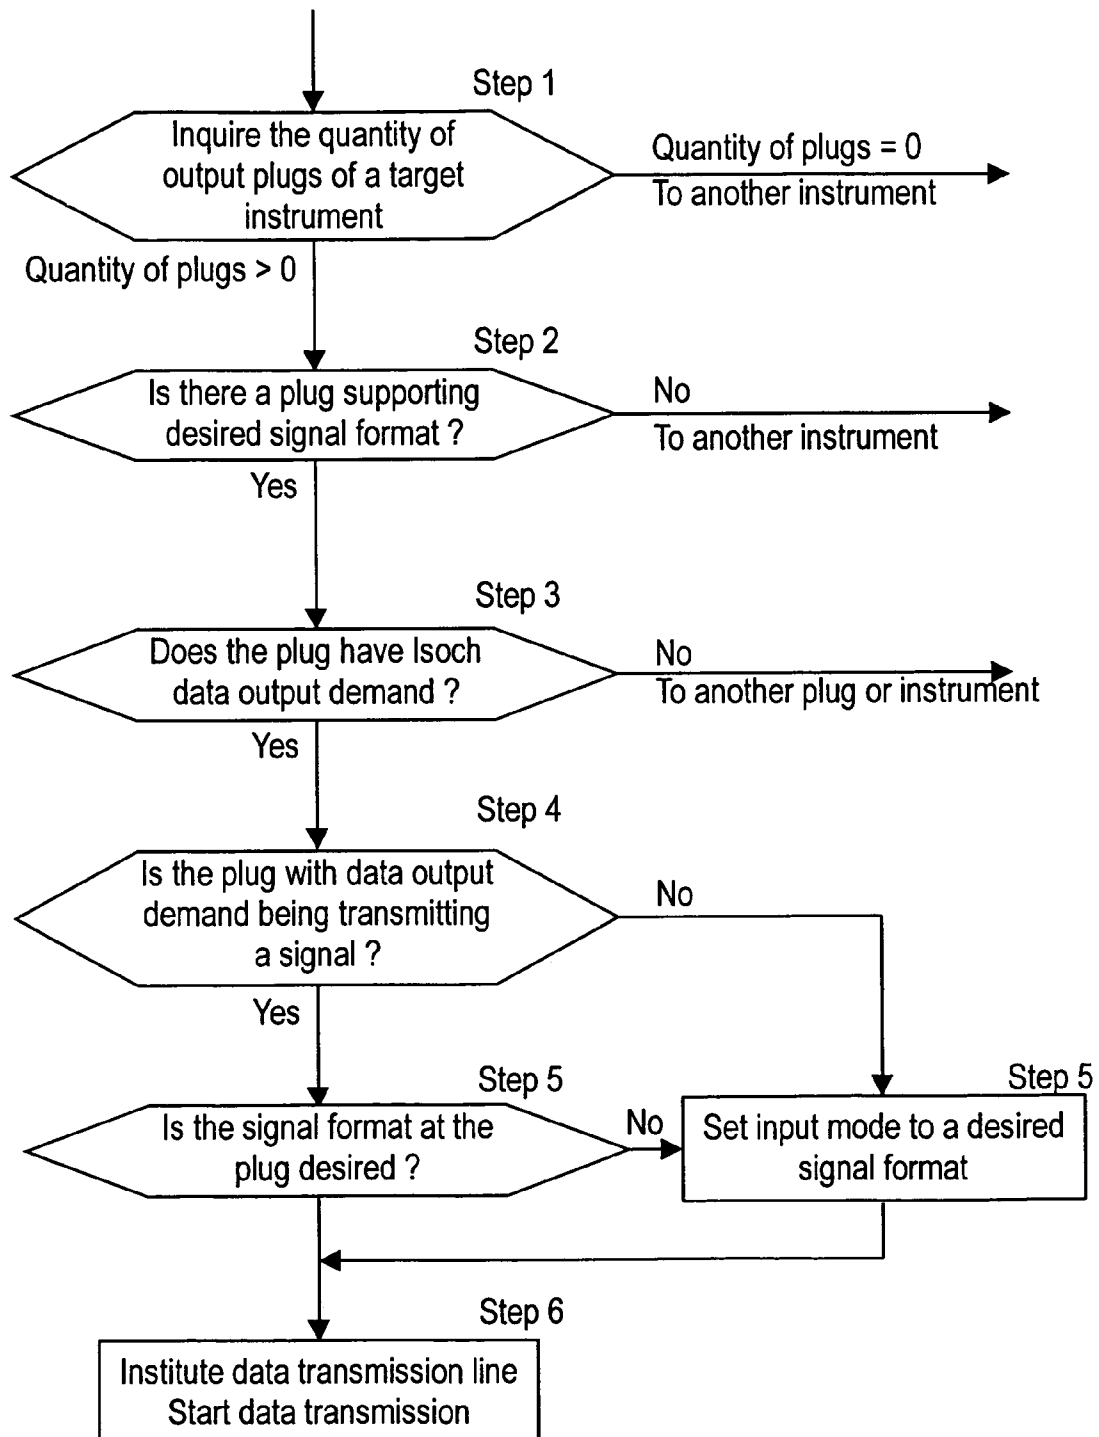 Step 1
Inquire the quantity of
output plugs of a target
instrument
Quantity of plugs = 0
To another instrument
Quantity of plugs > 0
Step 2
Is there a plug supporting
desired signal format ?
No
To another instrument
Yes
Step 3
Does the plug have Isoch
data output demand ?
No
To another plug or instrument
Yes
Step 4
Is the plug with data output
demand being transmitting
a signal ?
No
Yes
Step 5
Is the signal format at the
plug desired ?
No
Step 5
Set input mode to a desired
signal format
Step 6
Institute data transmission line
Start data transmission